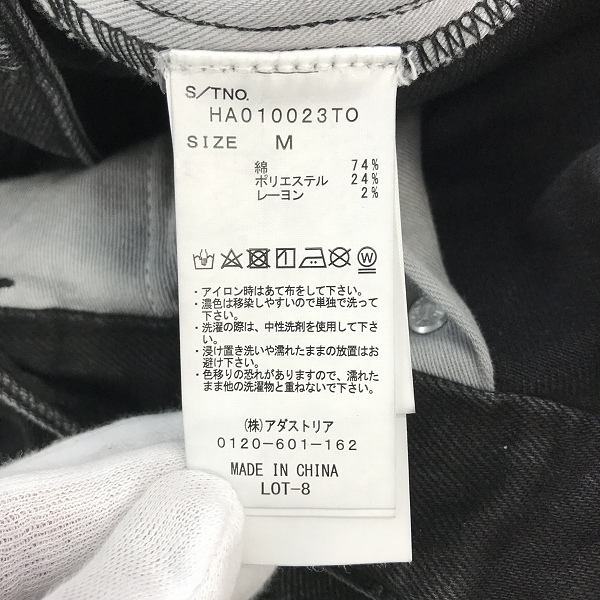 S/TNO.
HA010023TO
SIZE M
綿 74%
ポリエステル 24%
レーヨン 2%
W
・アイロン時はあて布をして下さい。
・濃色は移染しやすいので単独で洗って
下さい。
・洗濯の際は、中性洗剤を使用して下さ
い。
・浸け置き洗いや濡れたままの放置はお
避け下さい。
・色移りの恐れがありますので、濡れた
まま他の洗濯物と重ねないで下さい。
(株)アダストリア
0120-601-162
MADE IN CHINA
LOT-8